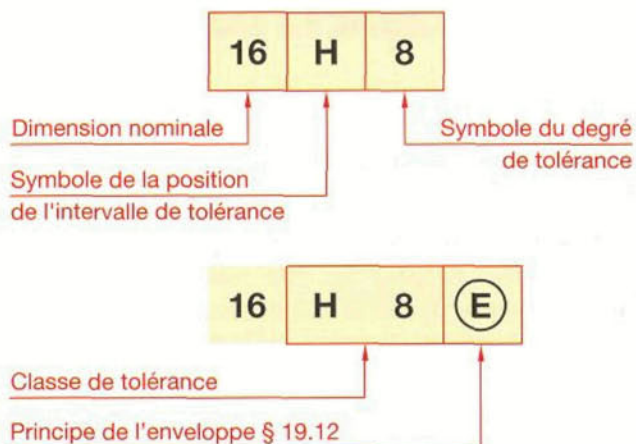 16 H 8
Dimension nominale
Symbole du degré
de tolérance
Symbole de la position
de l'intervalle de tolérance
16 H 8 E
Classe de tolérance
Principe de l'enveloppe § 19.12